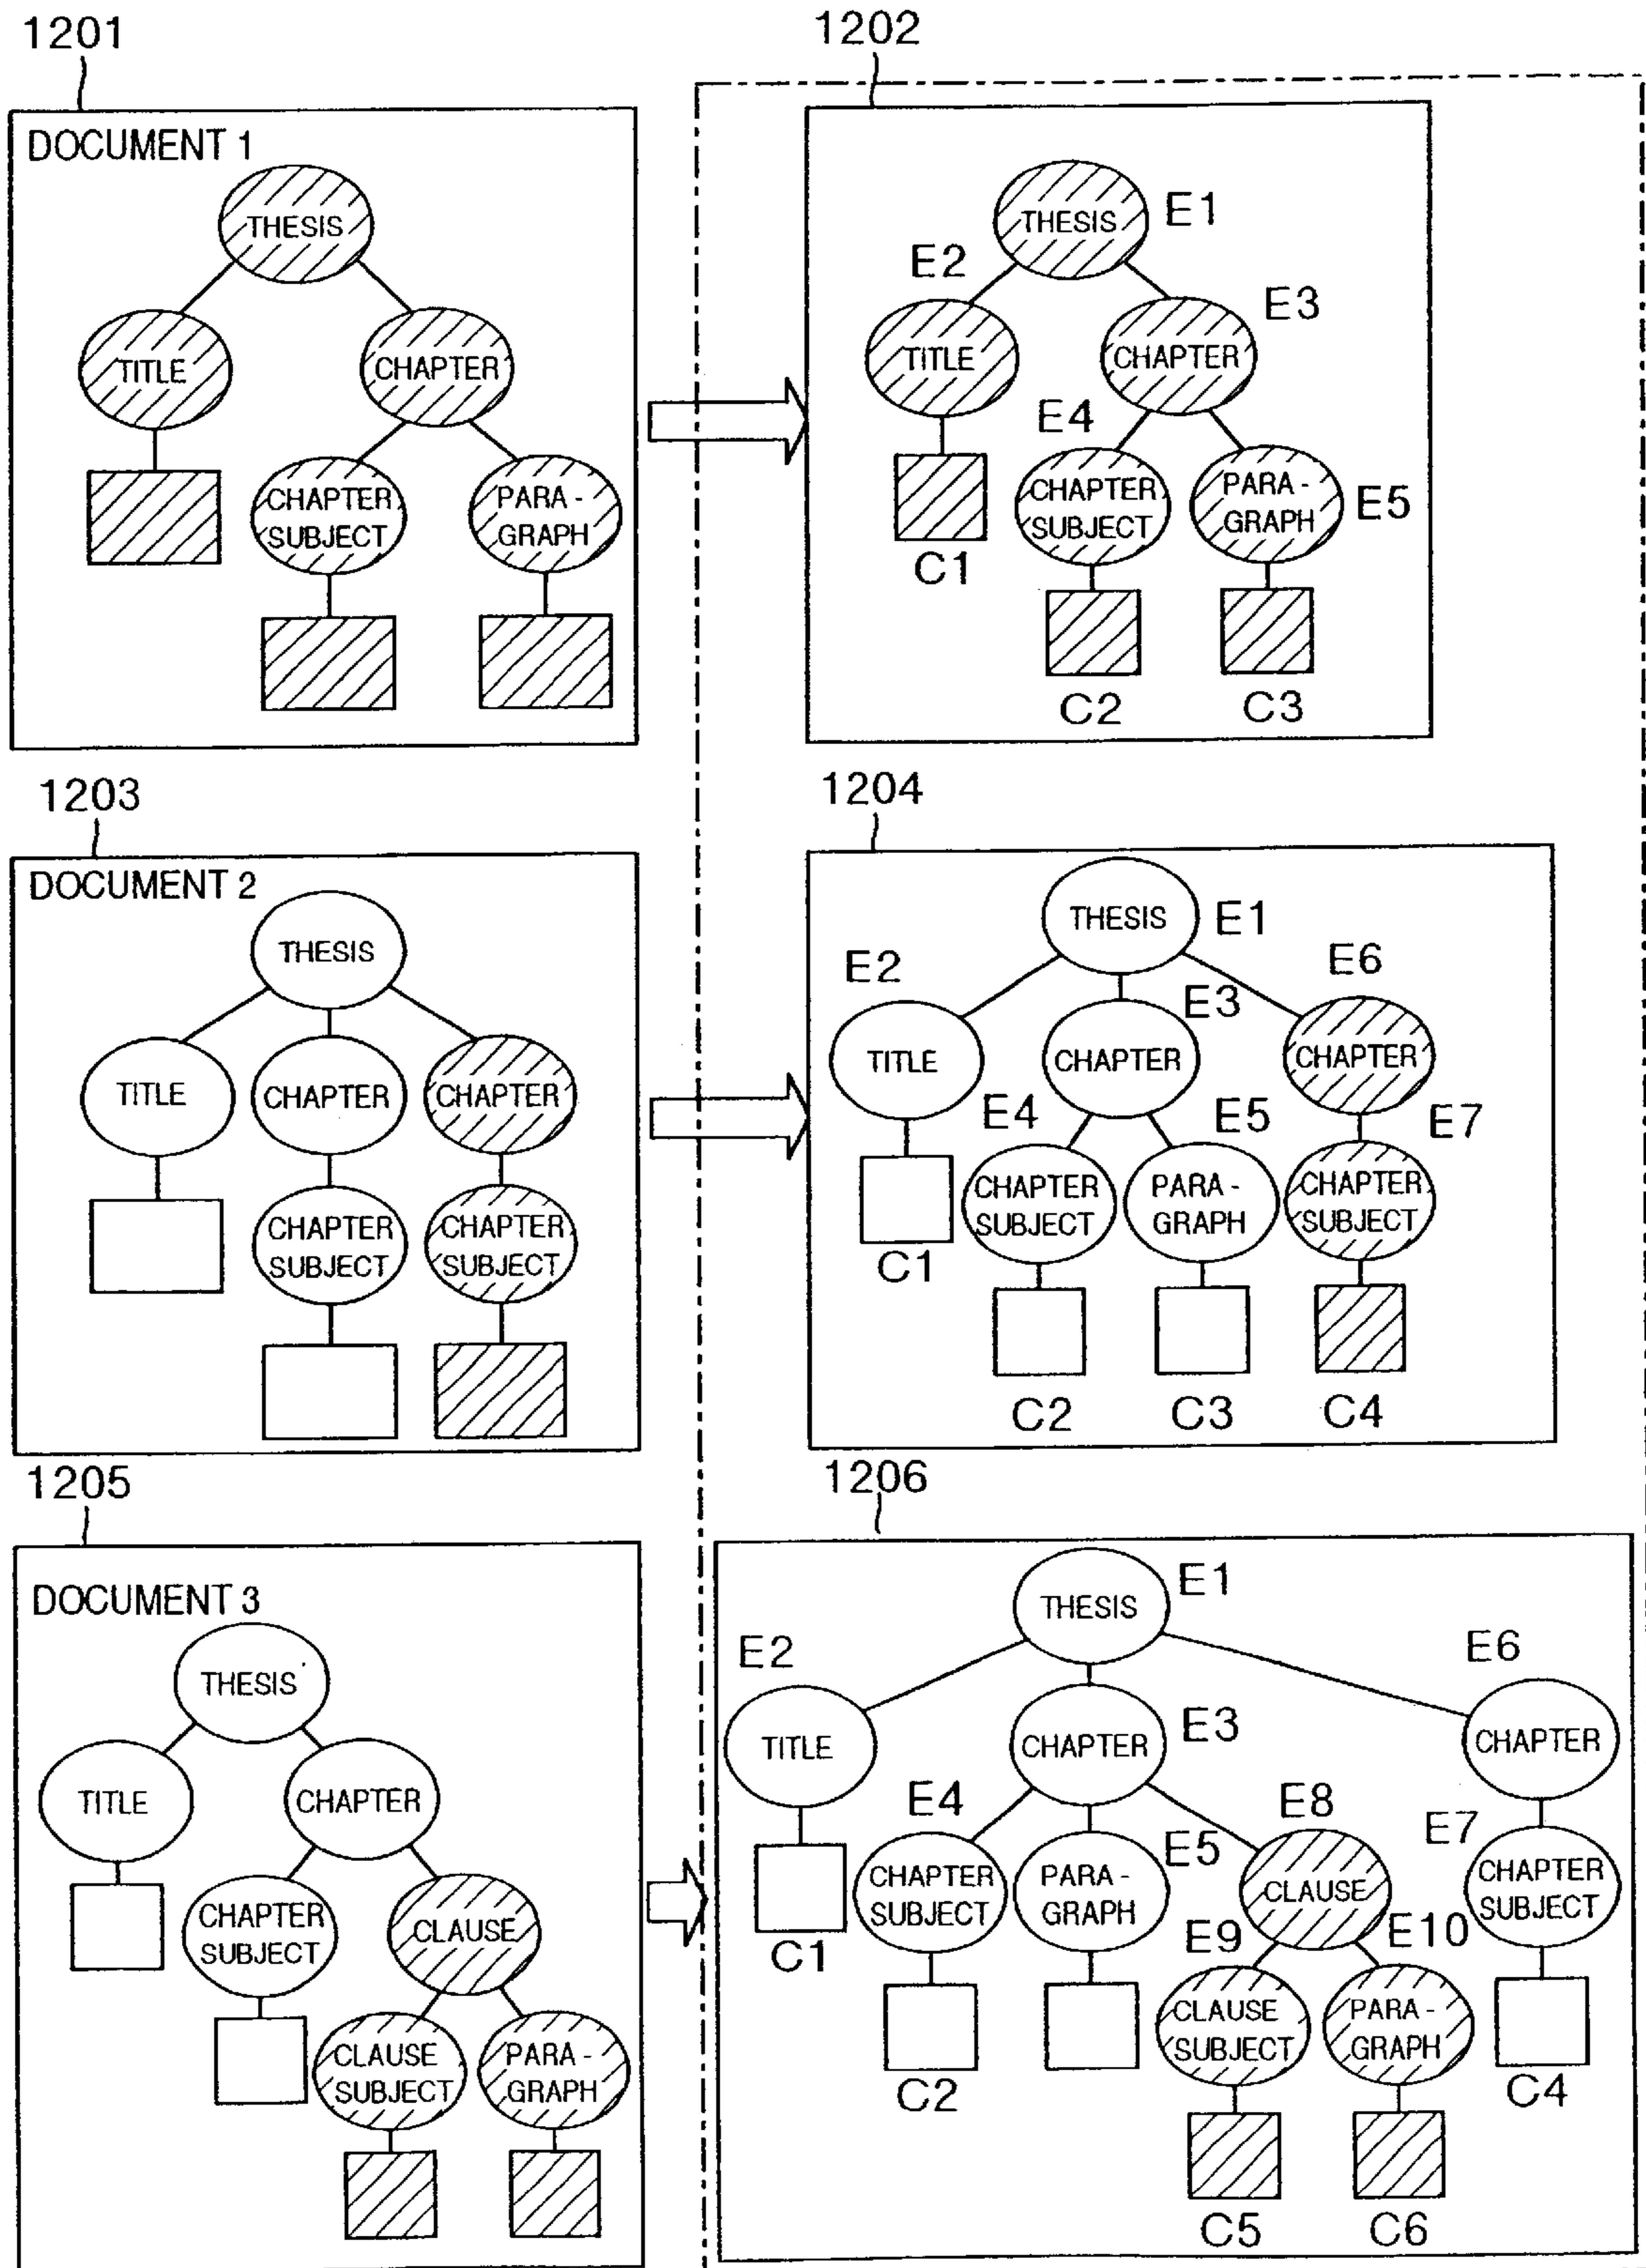 1201
1202
DOCUMENT 1
THESIS
TITLE
CHAPTER
CHAPTER
SUBJECT
PARA-
GRAPH
THESIS
E1
E2
TITLE
CHAPTER
E3
E4
CHAPTER
SUBJECT
PARA-
GRAPH
E5
C1
C2
C3
1203
1204
DOCUMENT 2
THESIS
TITLE
CHAPTER
CHAPTER
CHAPTER
SUBJECT
CHAPTER
SUBJECT
THESIS
E1
E2
E6
E3
TITLE
CHAPTER
CHAPTER
E4
E5
E7
CHAPTER
SUBJECT
PARA-
GRAPH
CHAPTER
SUBJECT
C1
C2
C3
C4
1205
1206
DOCUMENT 3
THESIS
TITLE
CHAPTER
CHAPTER
SUBJECT
CLAUSE
CLAUSE
SUBJECT
PARA-
GRAPH
THESIS
E1
E2
E6
TITLE
CHAPTER
E3
CHAPTER
E4
E8
E7
CHAPTER
SUBJECT
PARA-
GRAPH
E5
CLAUSE
CHAPTER
SUBJECT
C1
E9
E10
CLAUSE
SUBJECT
PARA-
GRAPH
C2
C4
C5
C6